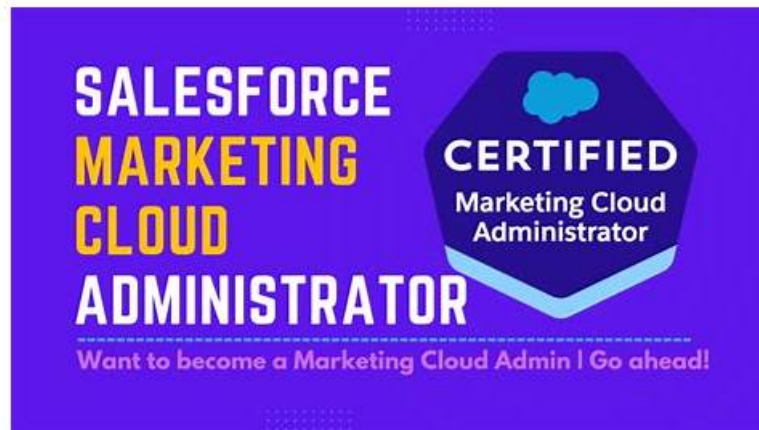 SALESFORCE
MARKETING
CLOUD
ADMINISTRATOR
CERTIFIED
Marketing Cloud
Administrator
Want to become a Marketing Cloud Admin | Go ahead!